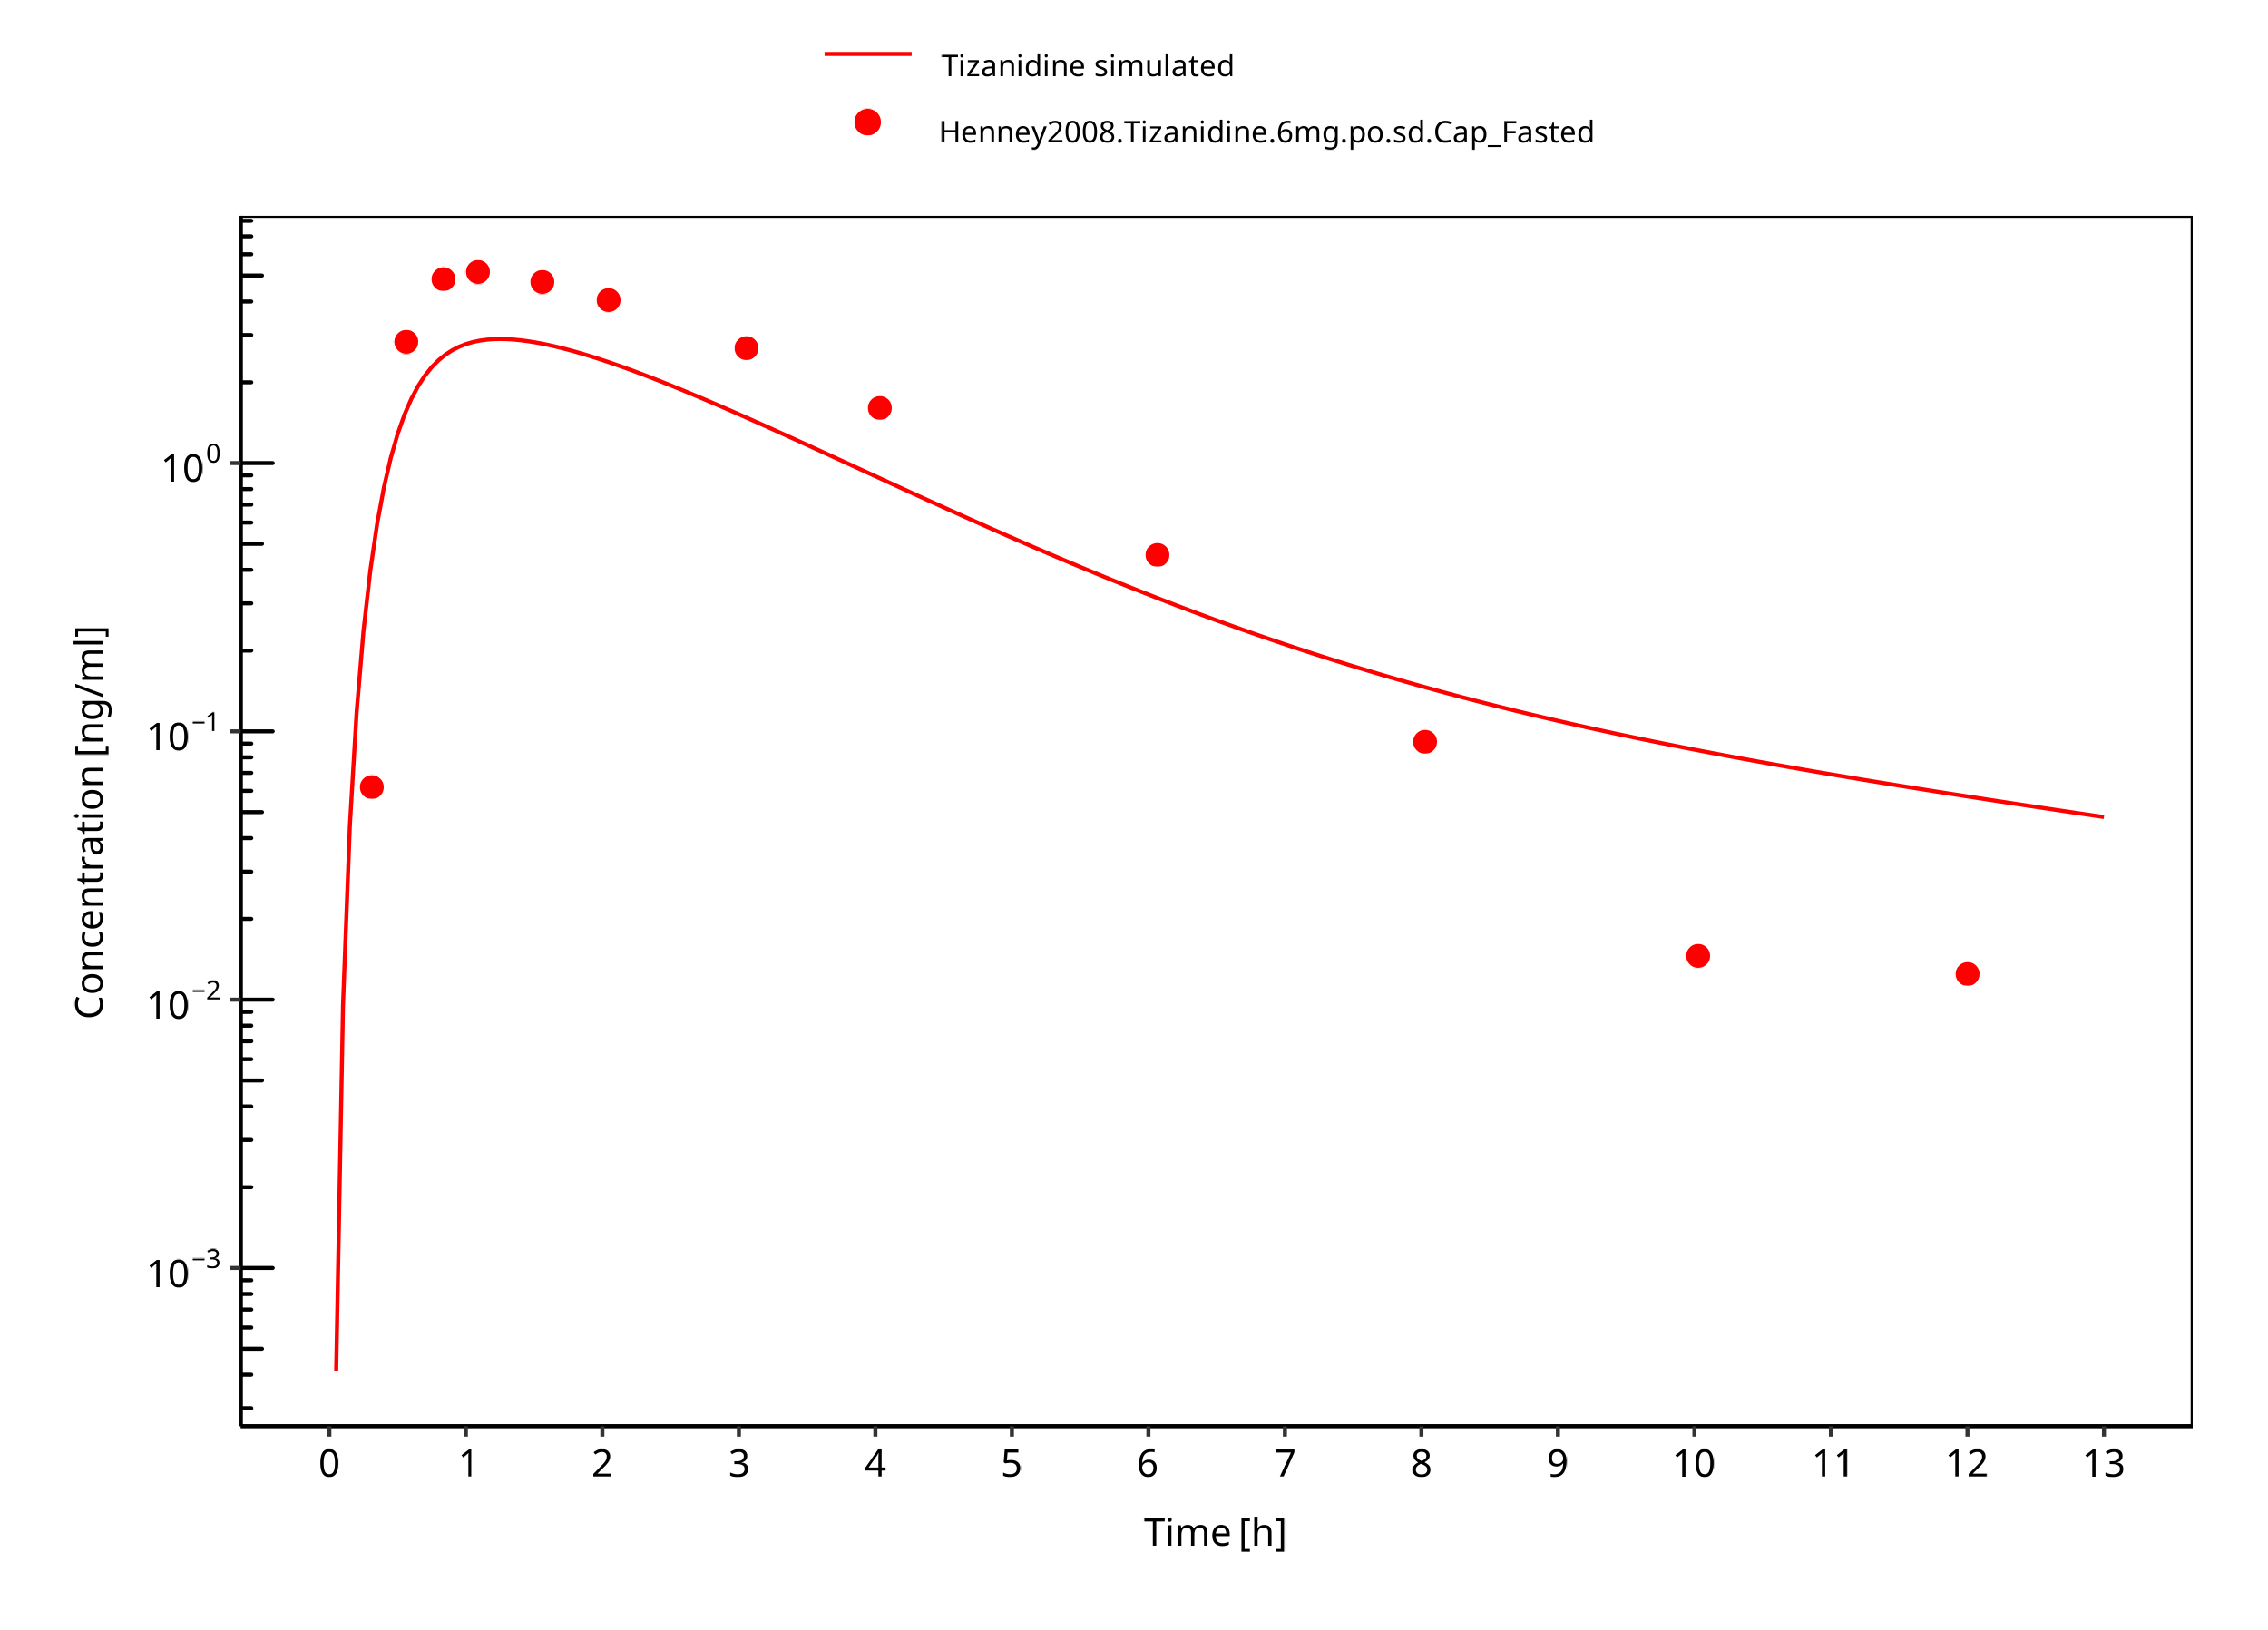 Tizanidine simulated
Henney2008.Tizanidine.6mg.po.sd.Cap_Fasted
Concentration [ng/ml]
10⁰
10⁻¹
10⁻²
10⁻³
0 1 2 3 4 5 6 7 8 9 10 11 12 13
Time [h]